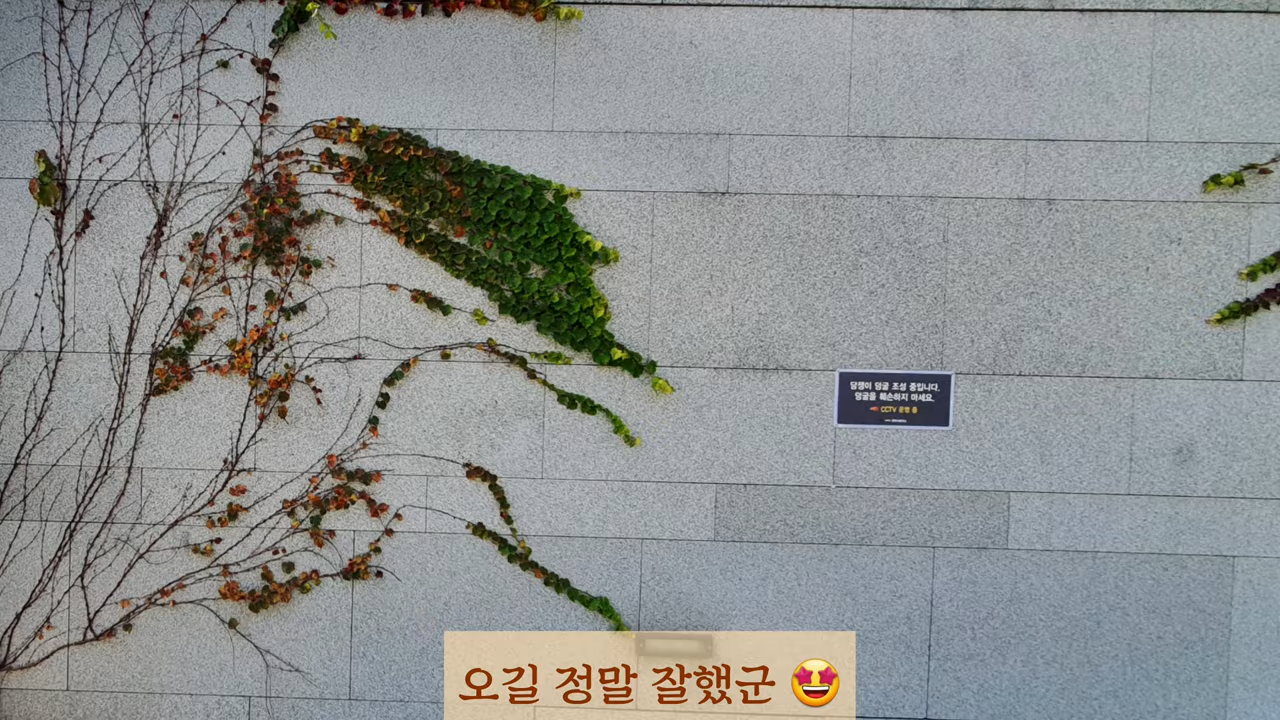 담쟁이 덩굴 조성 중입니다.
덩굴을 훼손하지 마세요.
CCTV 운영 중
오길 정말 잘했군 🤩